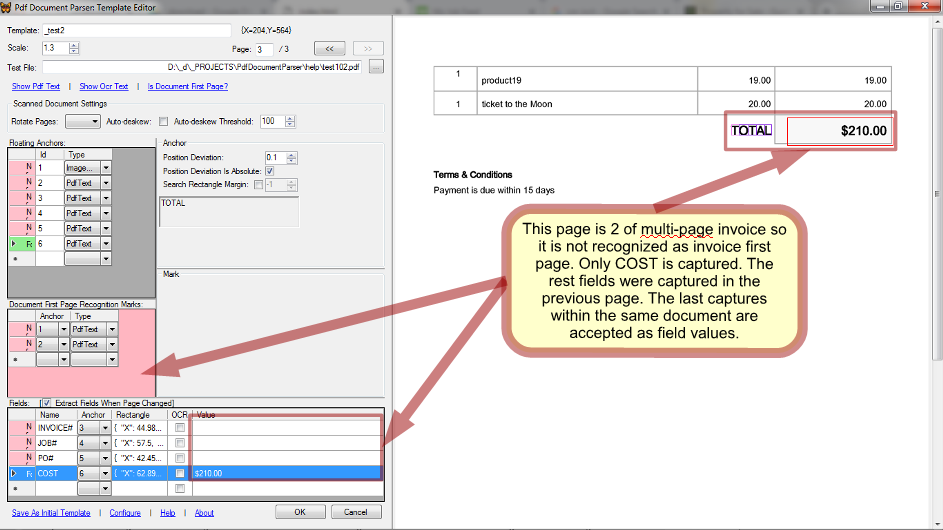 Pdf Document Parser: Template Editor
Template: _test2 {X=204,Y=564}
Scale: 1.3 Page: 3 / 3 << >>
Test File: D:\_d\_PROJECTS\PdfDocumentParser\help\test102.pdf ...
Show Pdf Text | Show Ocr Text | Is Document First Page?
Scanned Document Settings
Rotate Pages: Auto-deskew: Auto-deskew Threshold: 100
Floating Anchors:
Id Type
N 1 Image...
N 2 PdfText
N 3 PdfText
N 4 PdfText
N 5 PdfText
6 PdfText
Anchor
Position Deviation: 0.1
Position Deviation Is Absolute:
Search Rectangle Margin: -1
TOTAL
Mark
Document First Page Recognition Marks:
Anchor Type
N 1 PdfText
N 2 PdfText
Fields: [ Extract Fields When Page Changed]
Name Anchor Rectangle OCR Value
N INVOICE# 3 { "X": 44.98...
N JOB# 4 { "X": 57.5, ...
N PO# 5 { "X": 42.45...
COST 6 { "X": 62.89... $210.00
Save As Initial Template | Configure | Help | About OK Cancel
1 product19 19.00 19.00
1 ticket to the Moon 20.00 20.00
TOTAL $210.00
Terms & Conditions
Payment is due within 15 days
This page is 2 of multi-page invoice so
it is not recognized as invoice first
page. Only COST is captured. The
rest fields were captured in the
previous page. The last captures
within the same document are
accepted as field values.